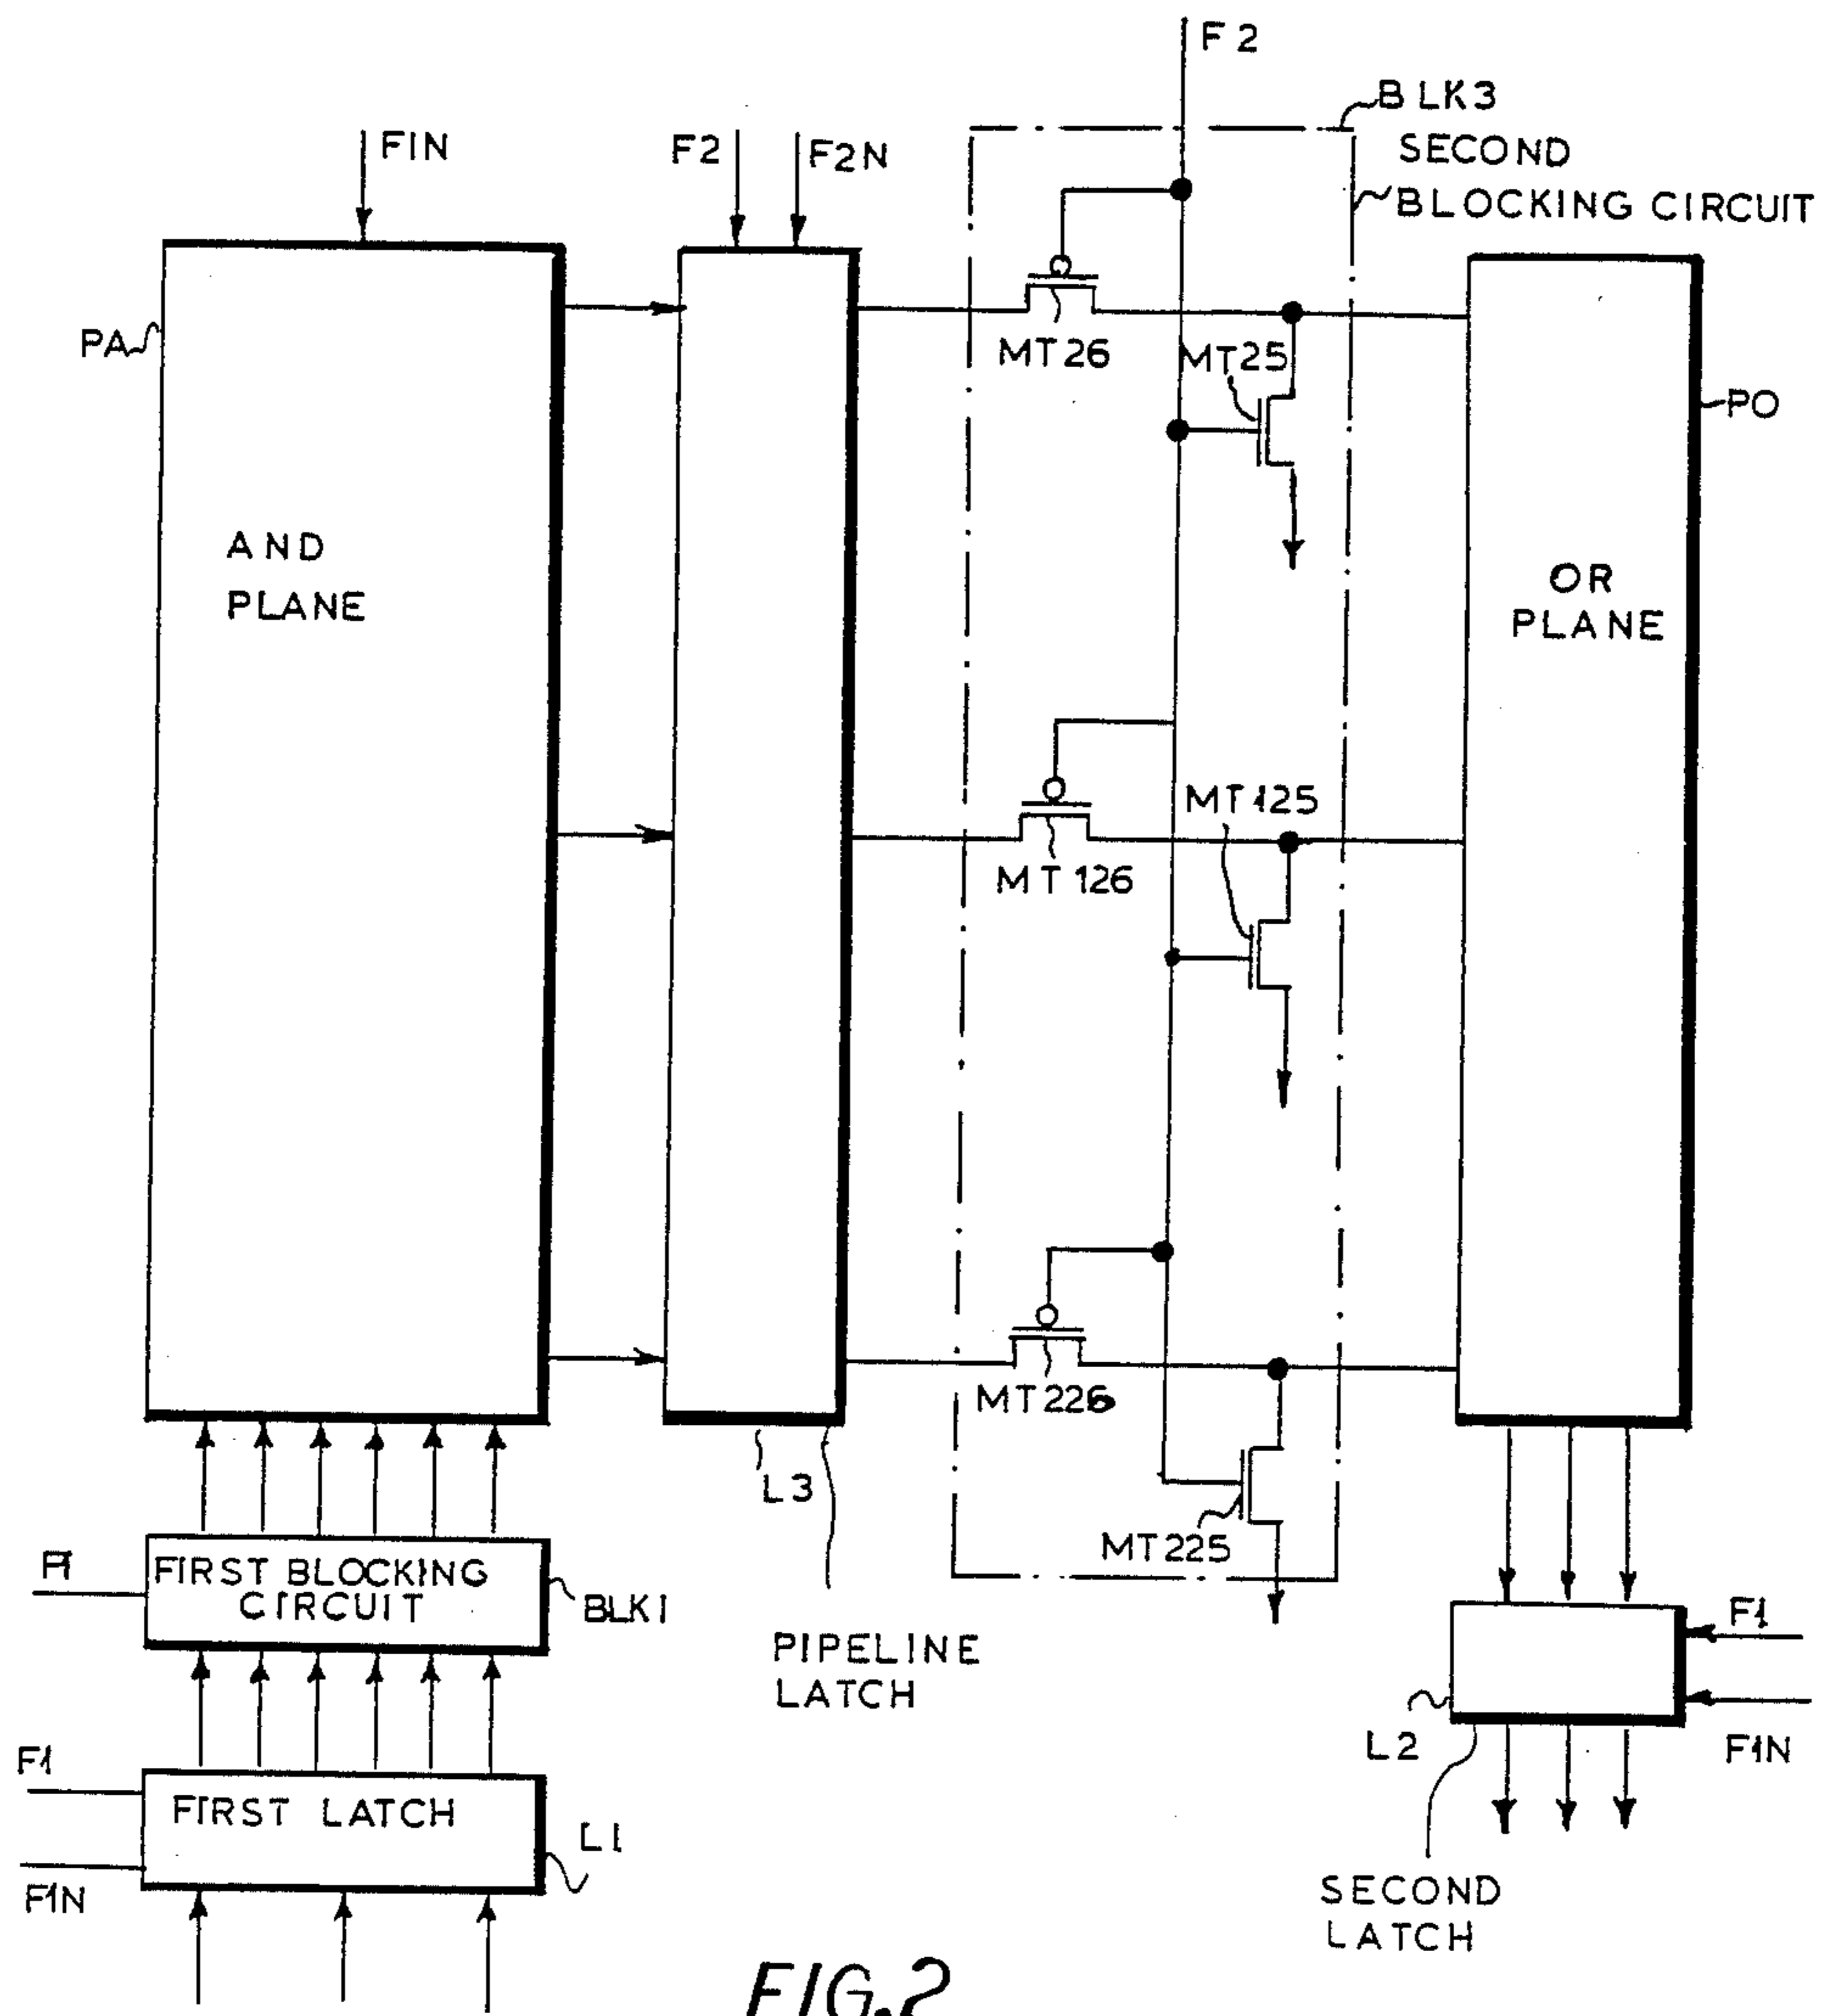 F2
BLK3
SECOND
BLOCKING CIRCUIT
FIN
F2
F2N
PA
MT26
MT25
PO
AND
PLANE
OR
PLANE
MT125
MT126
MT226
L3
MT225
F1
FIRST BLOCKING
CIRCUIT
BLK1
PIPELINE
LATCH
F1
F1N
L2
F1
FIRST LATCH
L1
F1N
SECOND
LATCH
FIG.2